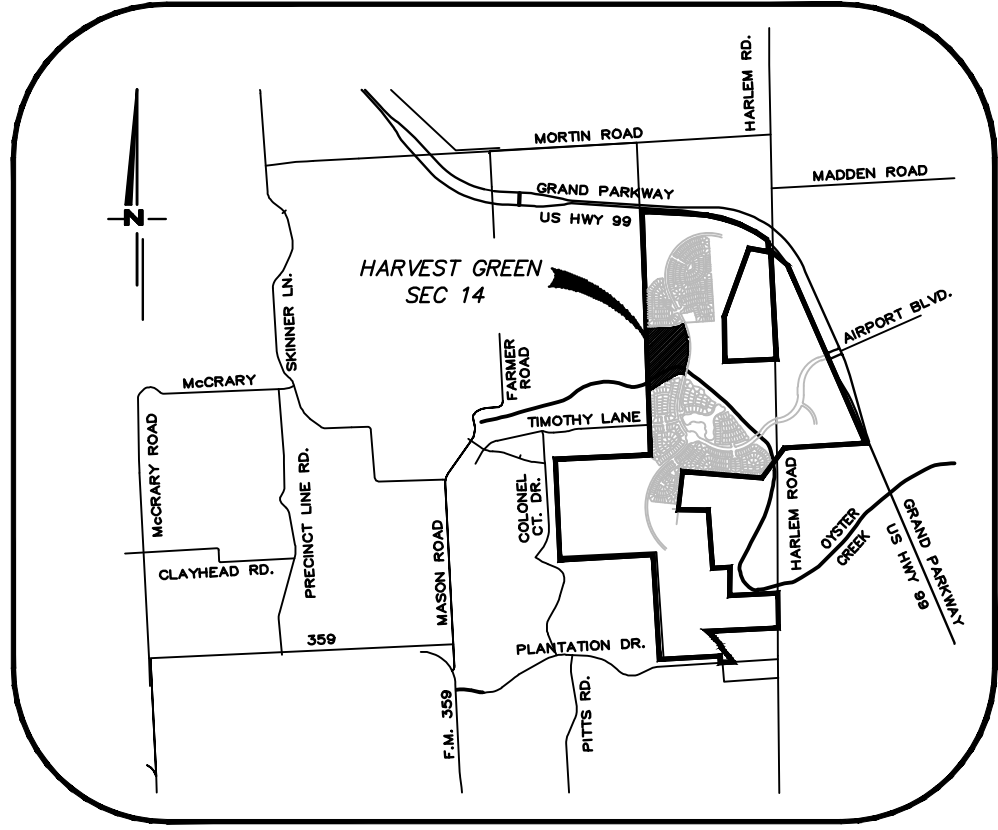 HARLEM RD.
MORTIN ROAD
MADDEN ROAD
GRAND PARKWAY
US HWY 99
N
HARVEST GREEN
SEC 14
SKINNER LN.
AIRPORT BLVD.
FARMER
ROAD
McCRARY
TIMOTHY LANE
McCRARY ROAD
PRECINCT LINE RD.
COLONEL
CT. DR.
HARLEM ROAD
OYSTER
CREEK
GRAND PARKWAY
US HWY 99
MASON ROAD
CLAYHEAD RD.
359
PLANTATION DR.
F.M. 359
PITTS RD.